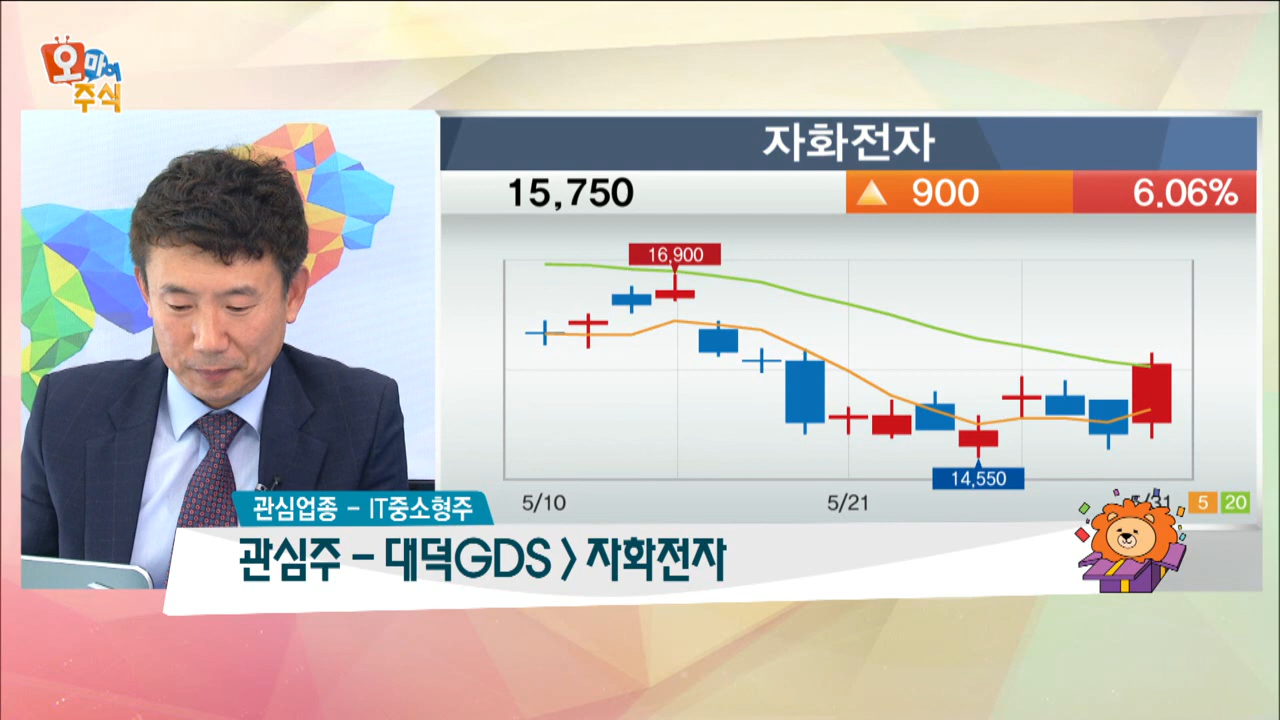 오마이
주식
자화전자
15,750 ▲ 900 6.06%
16,900
14,550
5/10 5/21 5/31 5 20
관심업종 - IT중소형주
관심주 - 대덕GDS > 자화전자